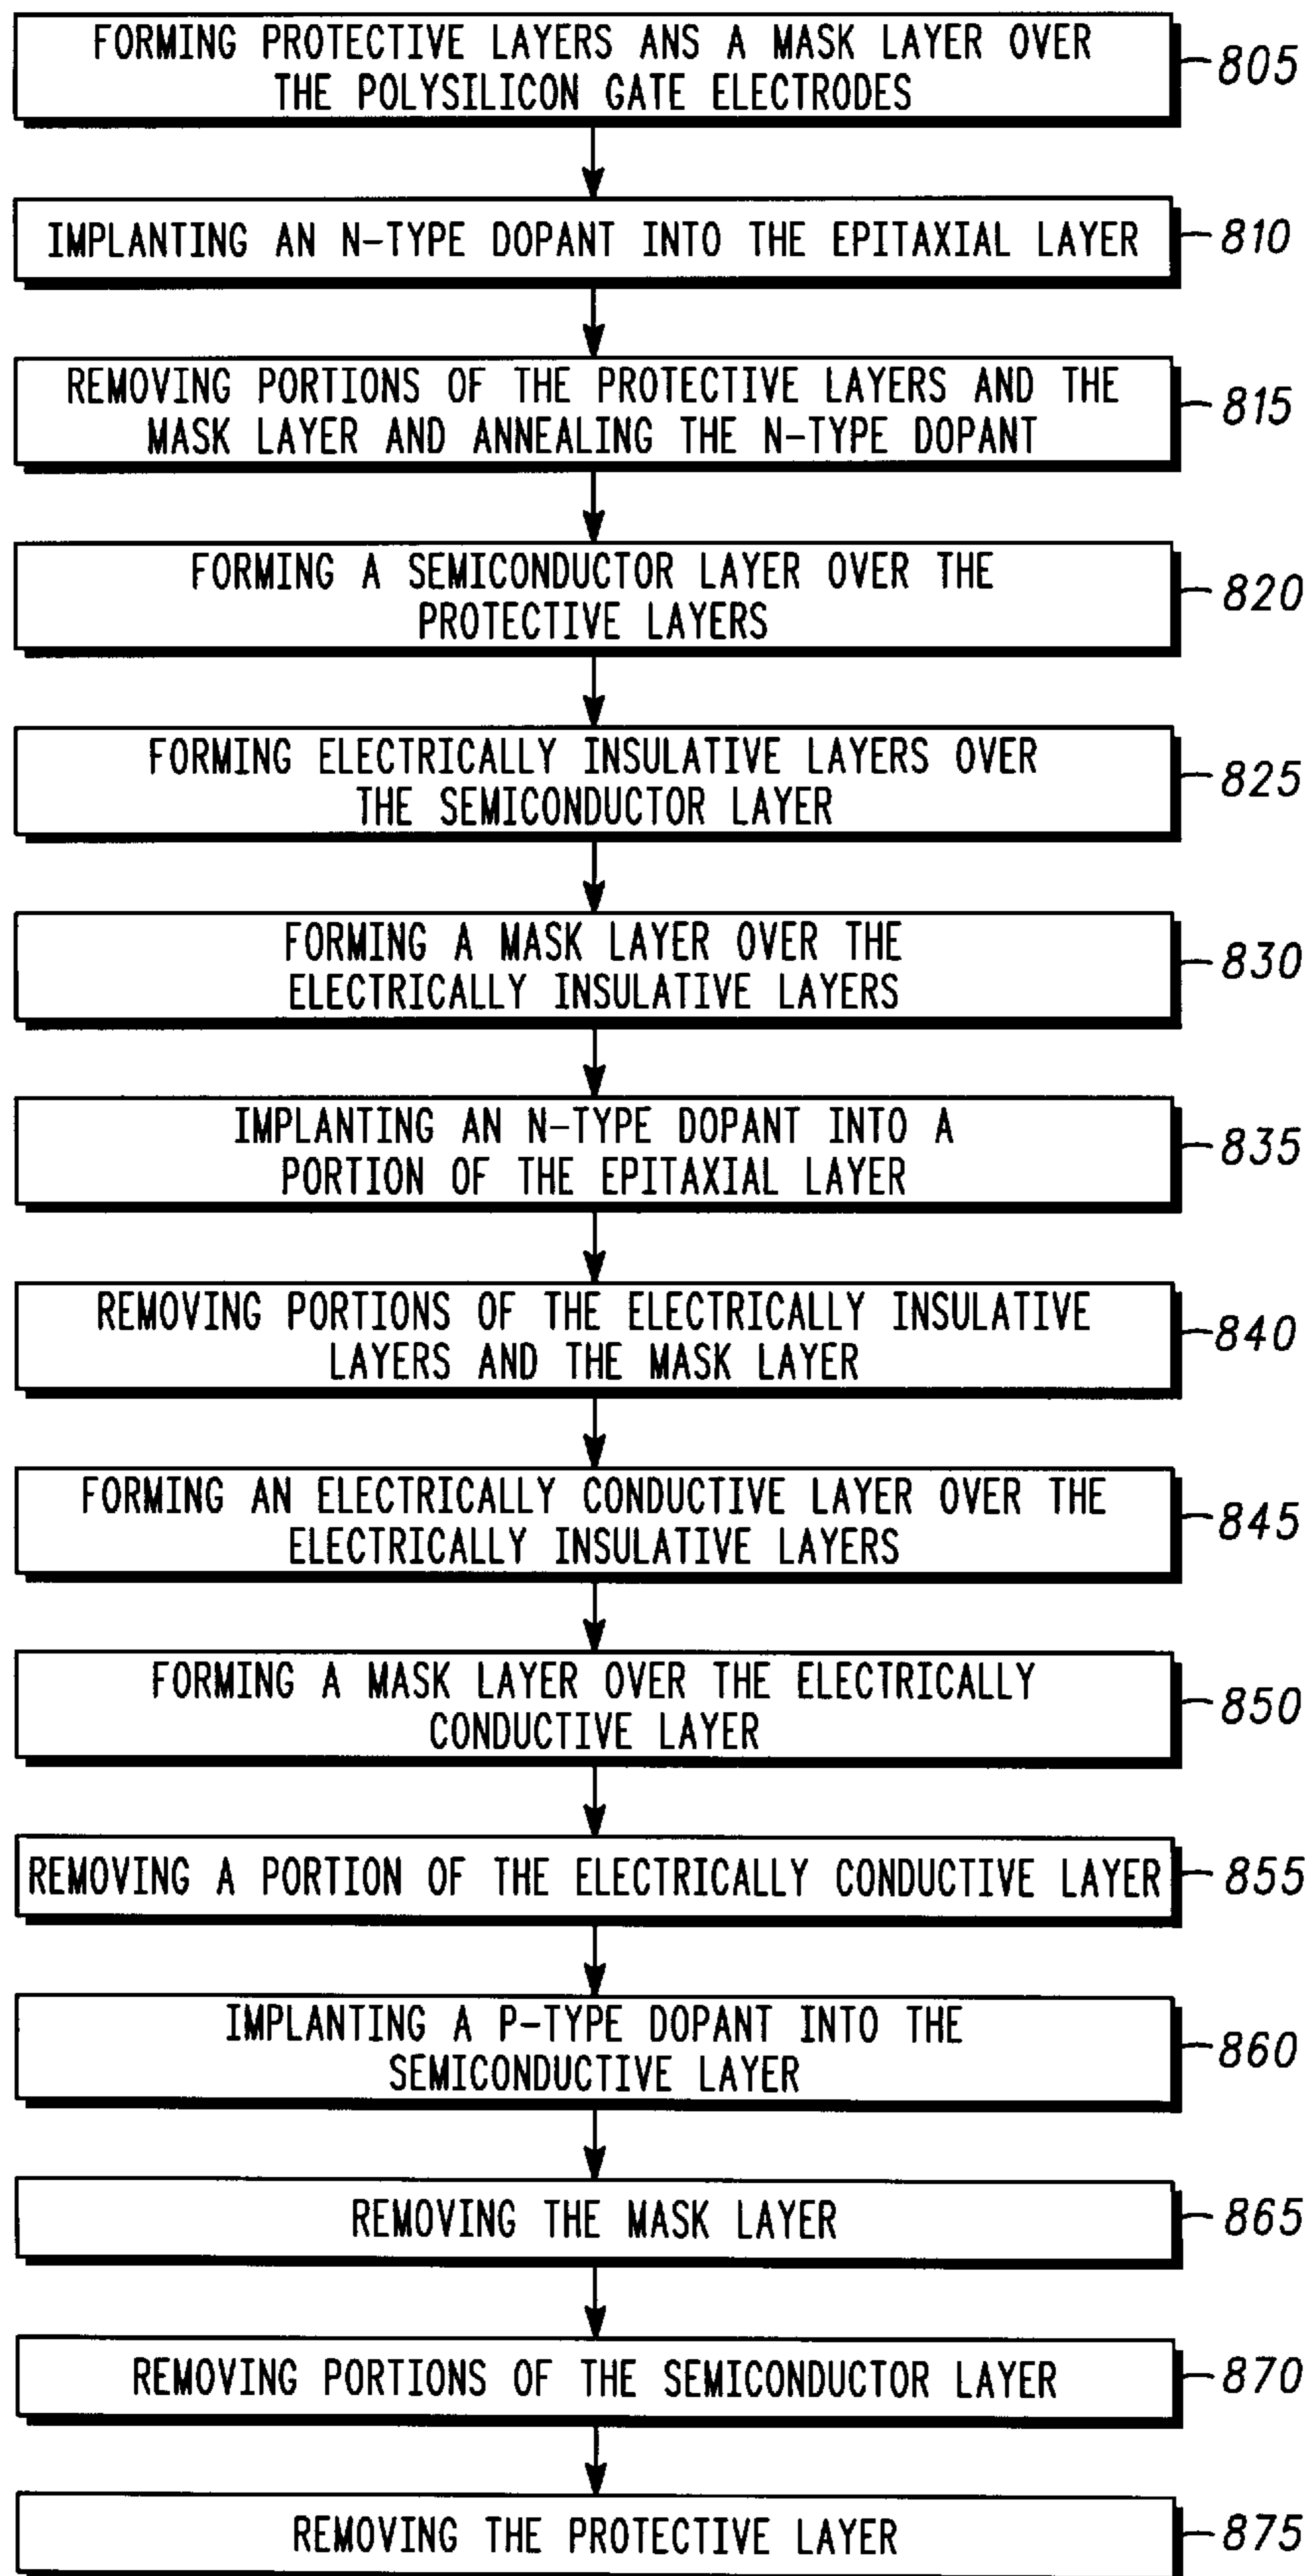 FORMING PROTECTIVE LAYERS ANS A MASK LAYER OVER
THE POLYSILICON GATE ELECTRODES
805
IMPLANTING AN N-TYPE DOPANT INTO THE EPITAXIAL LAYER
810
REMOVING PORTIONS OF THE PROTECTIVE LAYERS AND THE
MASK LAYER AND ANNEALING THE N-TYPE DOPANT
815
FORMING A SEMICONDUCTOR LAYER OVER THE
PROTECTIVE LAYERS
820
FORMING ELECTRICALLY INSULATIVE LAYERS OVER
THE SEMICONDUCTOR LAYER
825
FORMING A MASK LAYER OVER THE
ELECTRICALLY INSULATIVE LAYERS
830
IMPLANTING AN N-TYPE DOPANT INTO A
PORTION OF THE EPITAXIAL LAYER
835
REMOVING PORTIONS OF THE ELECTRICALLY INSULATIVE
LAYERS AND THE MASK LAYER
840
FORMING AN ELECTRICALLY CONDUCTIVE LAYER OVER THE
ELECTRICALLY INSULATIVE LAYERS
845
FORMING A MASK LAYER OVER THE ELECTRICALLY
CONDUCTIVE LAYER
850
REMOVING A PORTION OF THE ELECTRICALLY CONDUCTIVE LAYER
855
IMPLANTING A P-TYPE DOPANT INTO THE
SEMICONDUCTIVE LAYER
860
REMOVING THE MASK LAYER
865
REMOVING PORTIONS OF THE SEMICONDUCTOR LAYER
870
REMOVING THE PROTECTIVE LAYER
875